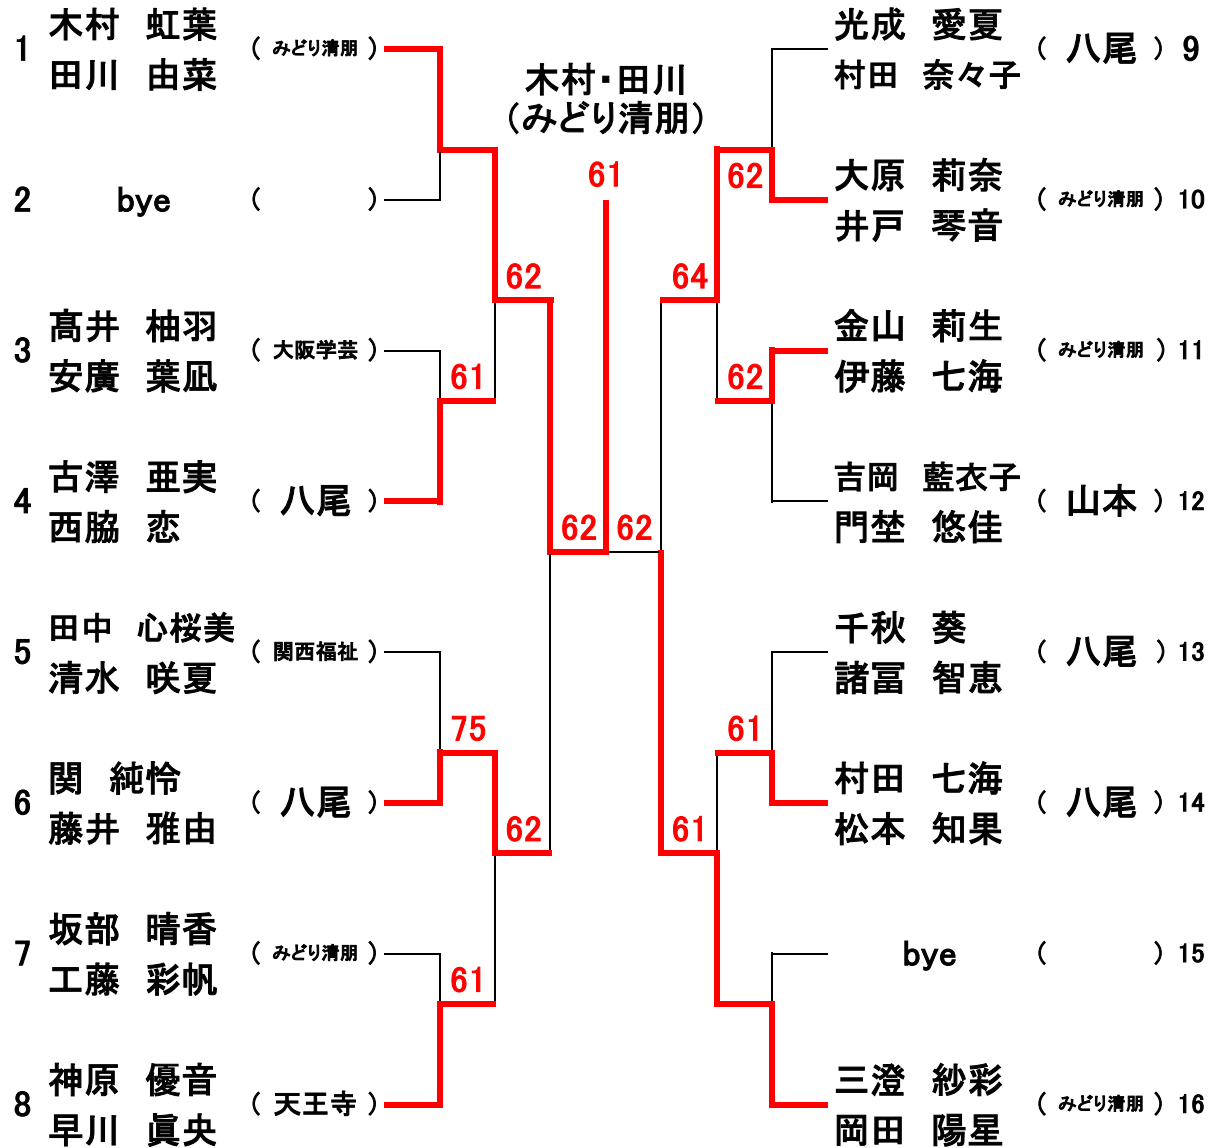 木村 虹葉
1 (みどり清朋)
田川 由菜
2 bye ( )
髙井 柚羽
3 (大阪学芸)
安廣 葉凪
古澤 亜実
4 (八尾)
西脇 恋
田中 心桜美
5 (関西福祉)
清水 咲夏
関 純怜
6 (八尾)
藤井 雅由
坂部 晴香
7 (みどり清朋)
工藤 彩帆
神原 優音
8 (天王寺)
早川 眞央
61
75
61
62
62
62
木村・田川
(みどり清朋)
61
62
64
61
62
62
61
光成 愛夏
(八尾) 9
村田 奈々子
大原 莉奈
(みどり清朋) 10
井戸 琴音
金山 莉生
(みどり清朋) 11
伊藤 七海
吉岡 藍衣子
(山本) 12
門埜 悠佳
千秋 葵
(八尾) 13
諸冨 智恵
村田 七海
(八尾) 14
松本 知果
bye ( ) 15
三澄 紗彩
(みどり清朋) 16
岡田 陽星